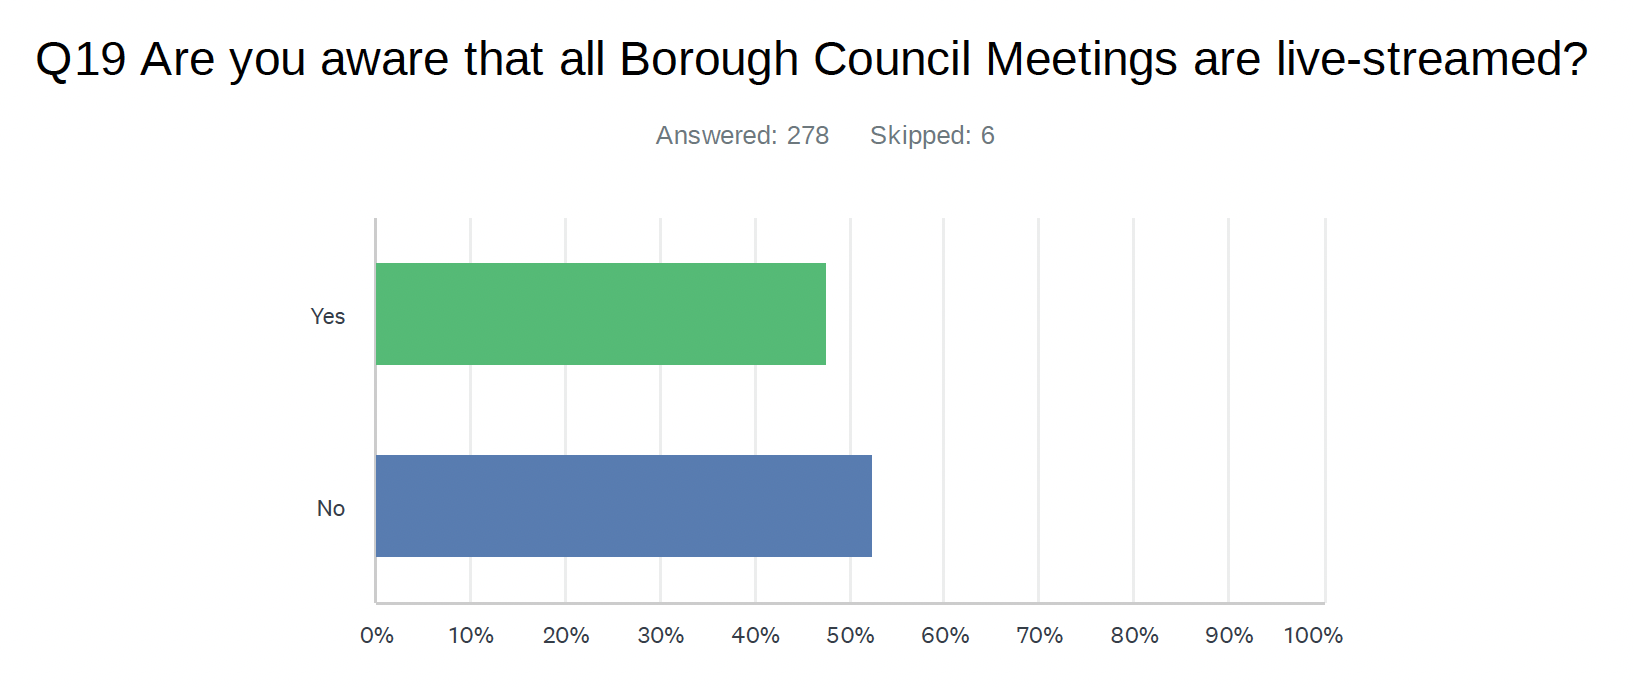 Q19 Are you aware that all Borough Council Meetings are live-streamed?
Answered: 278 Skipped: 6
Yes
No
0% 10% 20% 30% 40% 50% 60% 70% 80% 90% 100%